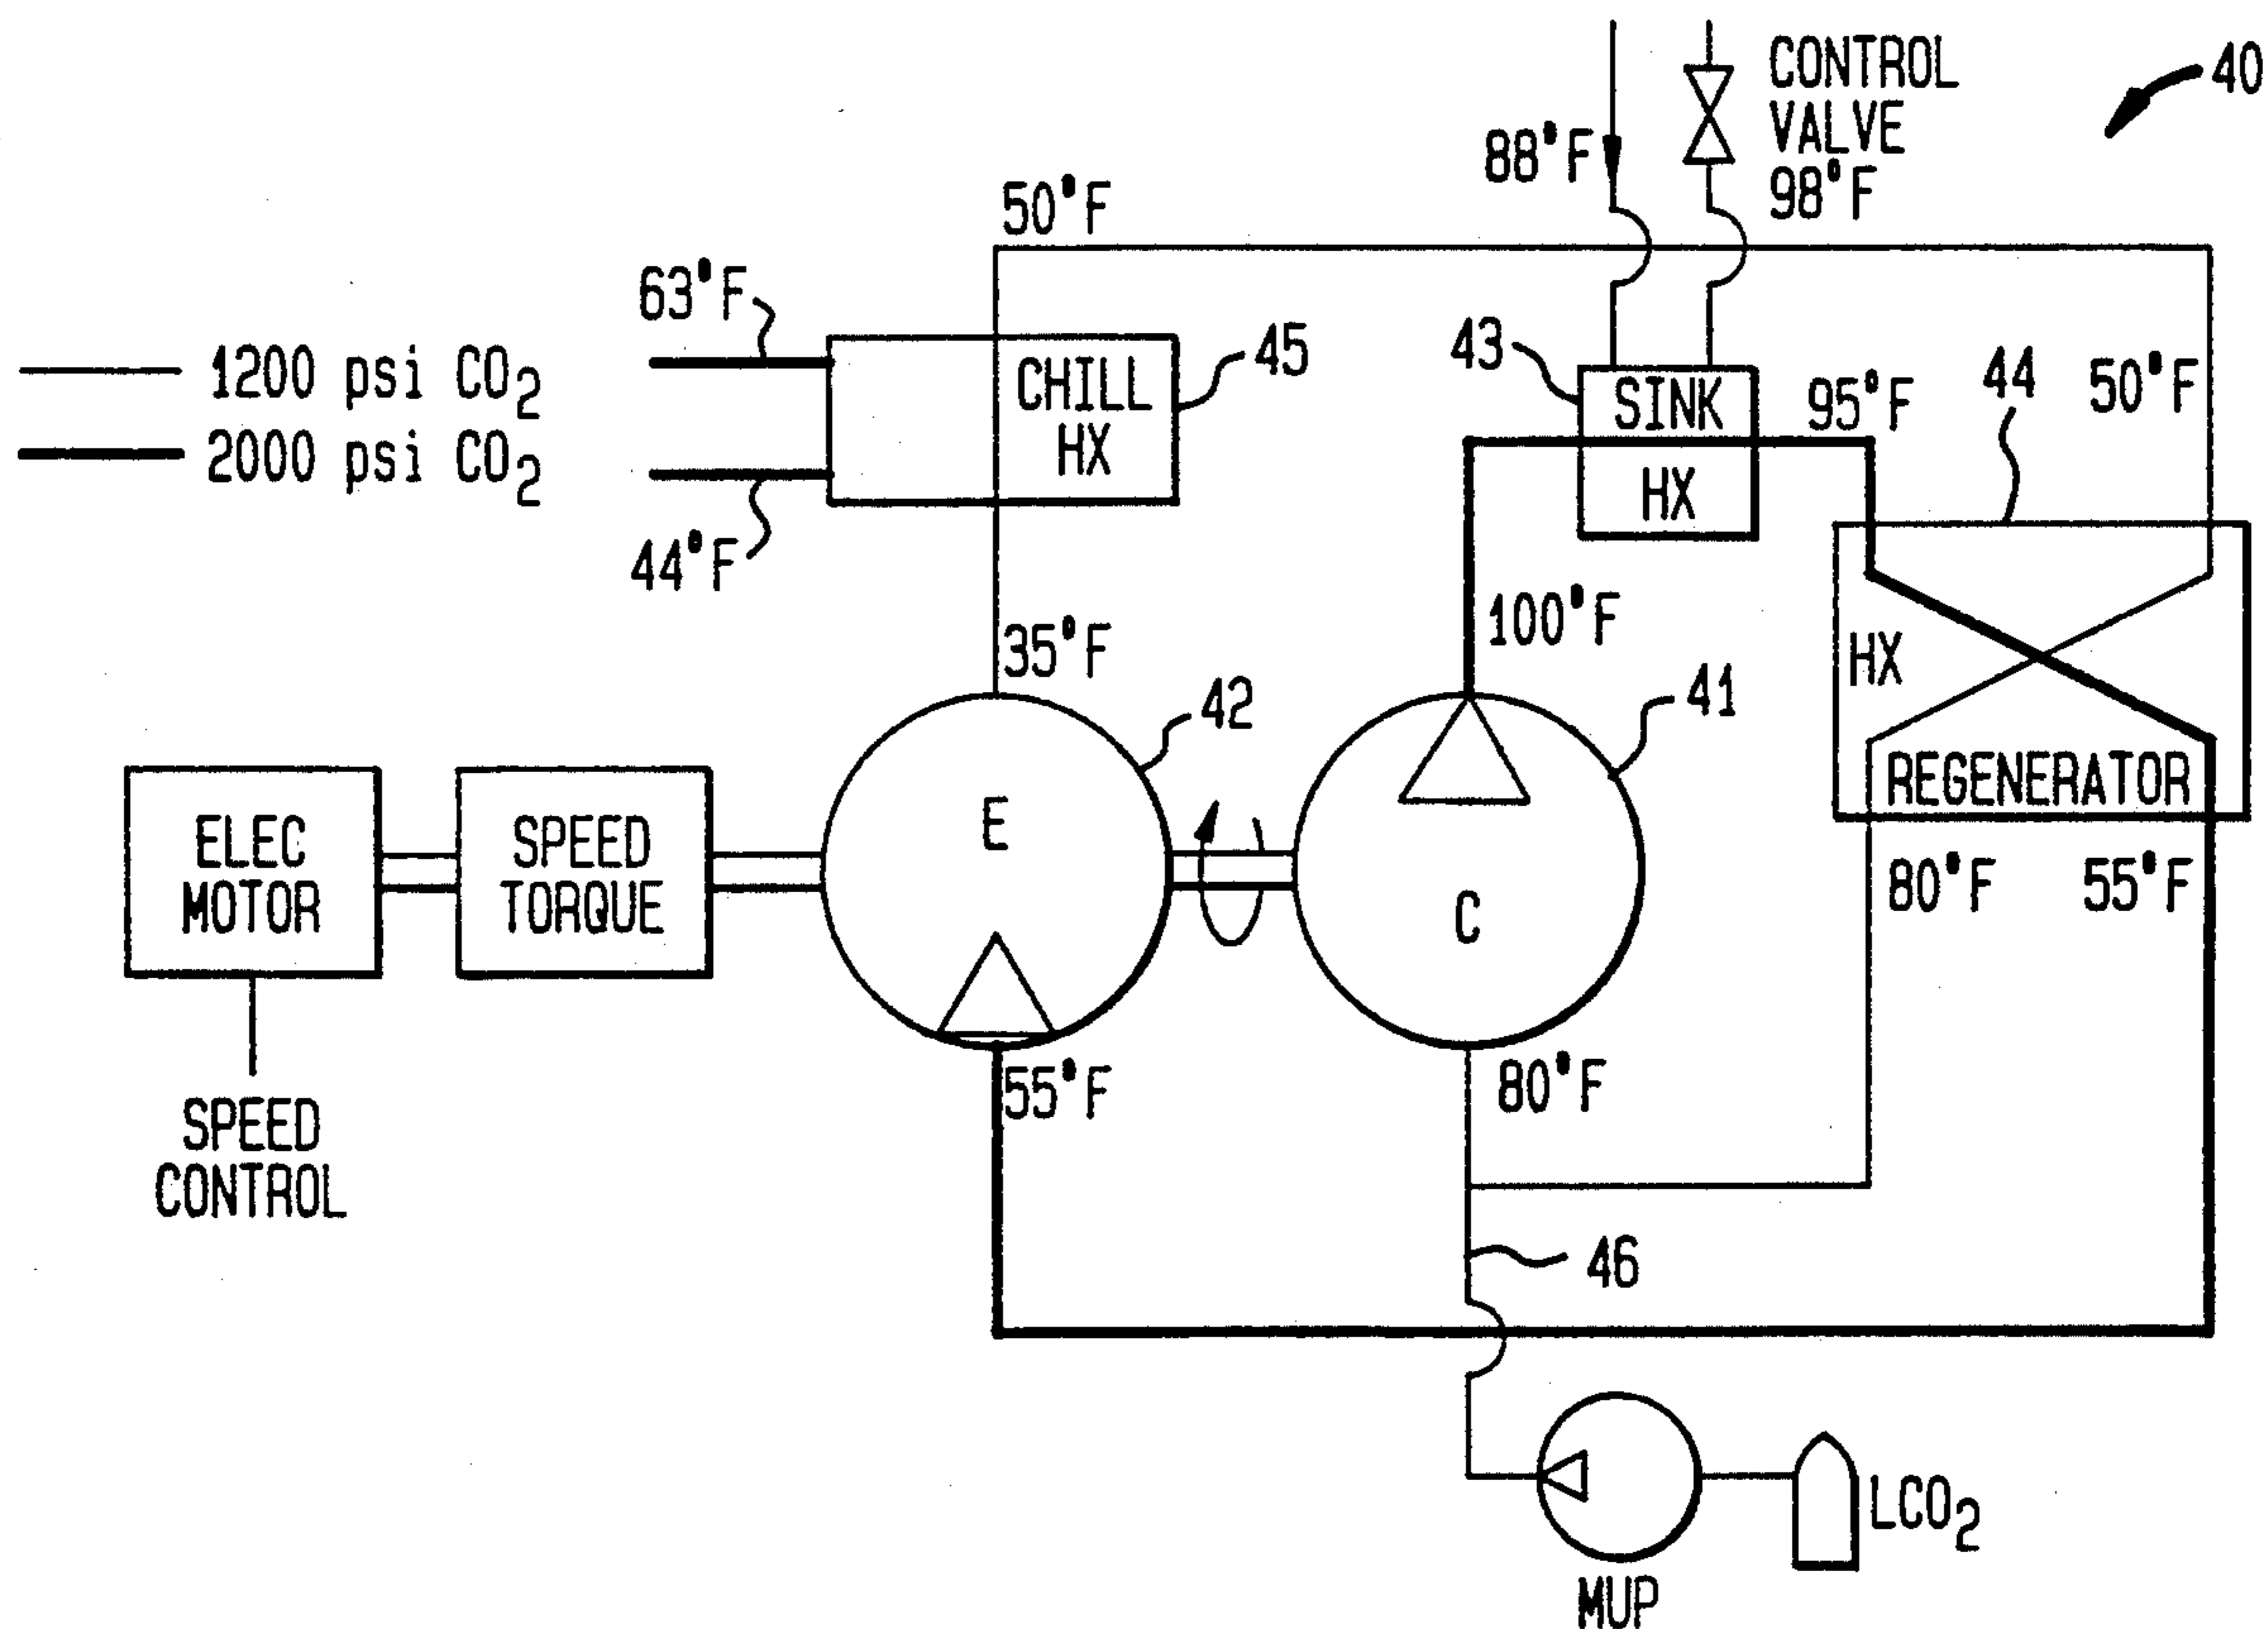 CONTROL
VALVE
98°F
40
88°F
50°F
63°F
1200 psi CO2
2000 psi CO2
CHILL
HX
45
44°F
43
SINK
HX
95°F
44
50°F
35°F
100°F
HX
REGENERATOR
42
41
ELEC
MOTOR
SPEED
TORQUE
E
C
80°F
55°F
55°F
80°F
SPEED
CONTROL
46
LCO2
MUP